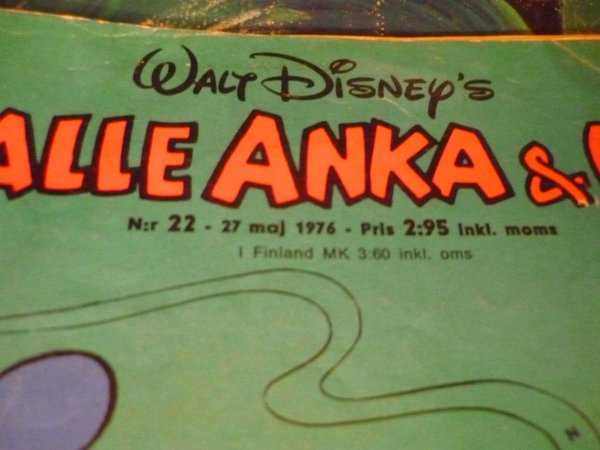 WALT DISNEY'S
ALLE ANKA &
N:r 22 - 27 maj 1976 - Pris 2:95 inkl. moms
I Finland MK 3:60 inkl. oms